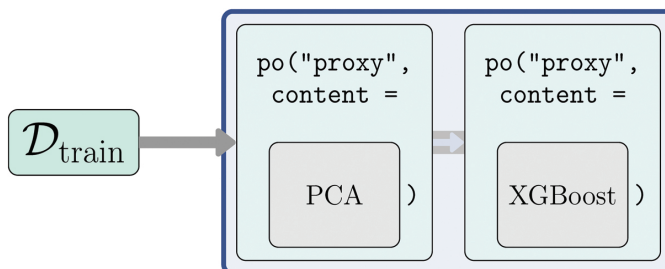 𝒟train
po("proxy",
content =
PCA )
po("proxy",
content =
XGBoost )